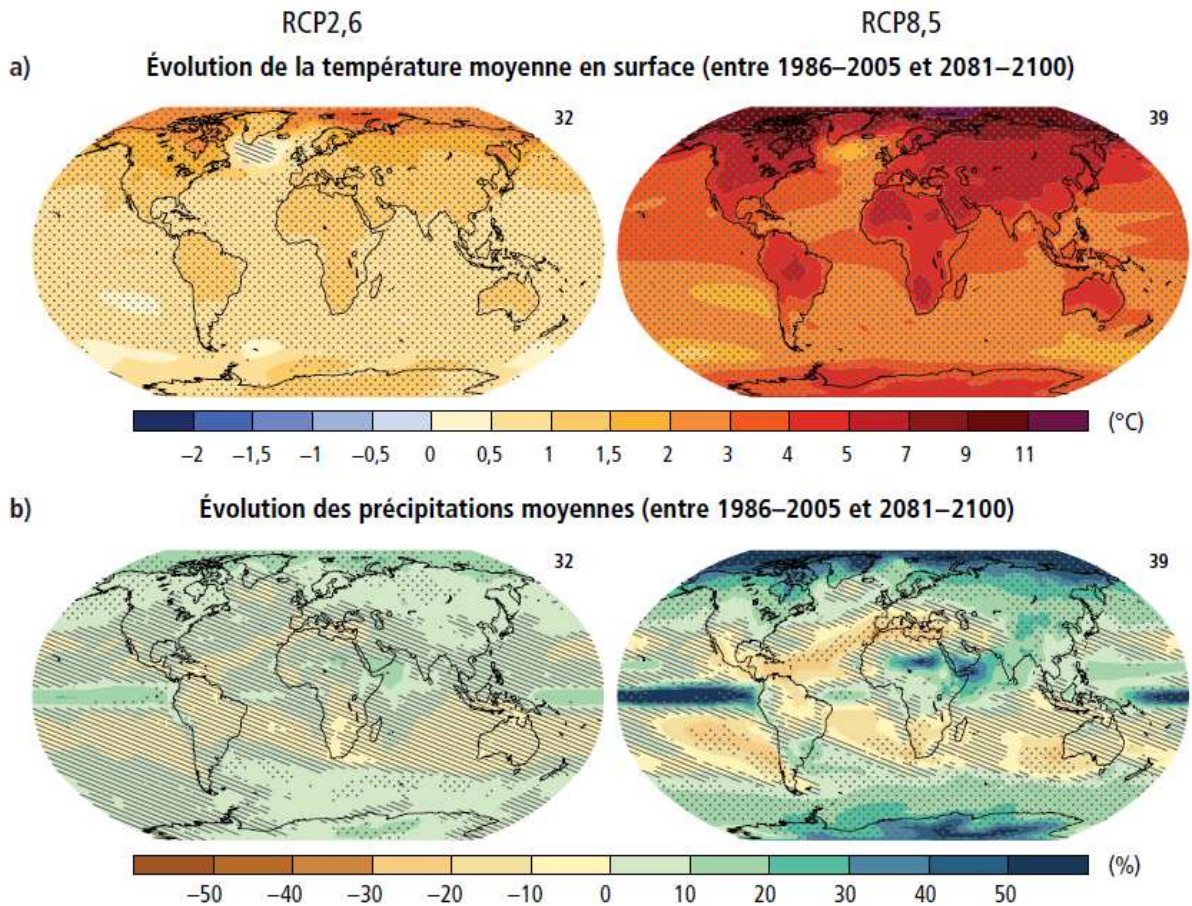 RCP2,6 RCP8,5
a) Évolution de la température moyenne en surface (entre 1986–2005 et 2081–2100)
32 39
(°C)
–2 –1,5 –1 –0,5 0 0,5 1 1,5 2 3 4 5 7 9 11
b) Évolution des précipitations moyennes (entre 1986–2005 et 2081–2100)
32 39
(%)
–50 –40 –30 –20 –10 0 10 20 30 40 50